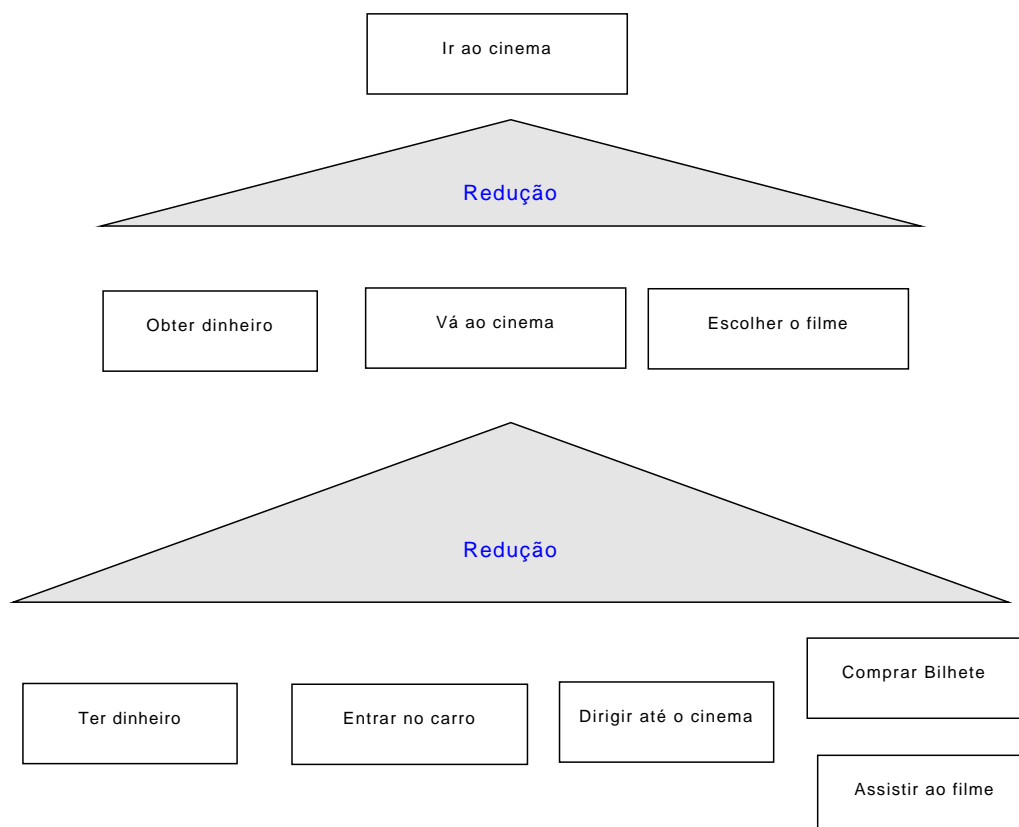 Ir ao cinema
Redução
Obter dinheiro
Vá ao cinema
Escolher o filme
Redução
Ter dinheiro
Entrar no carro
Dirigir até o cinema
Comprar Bilhete
Assistir ao filme